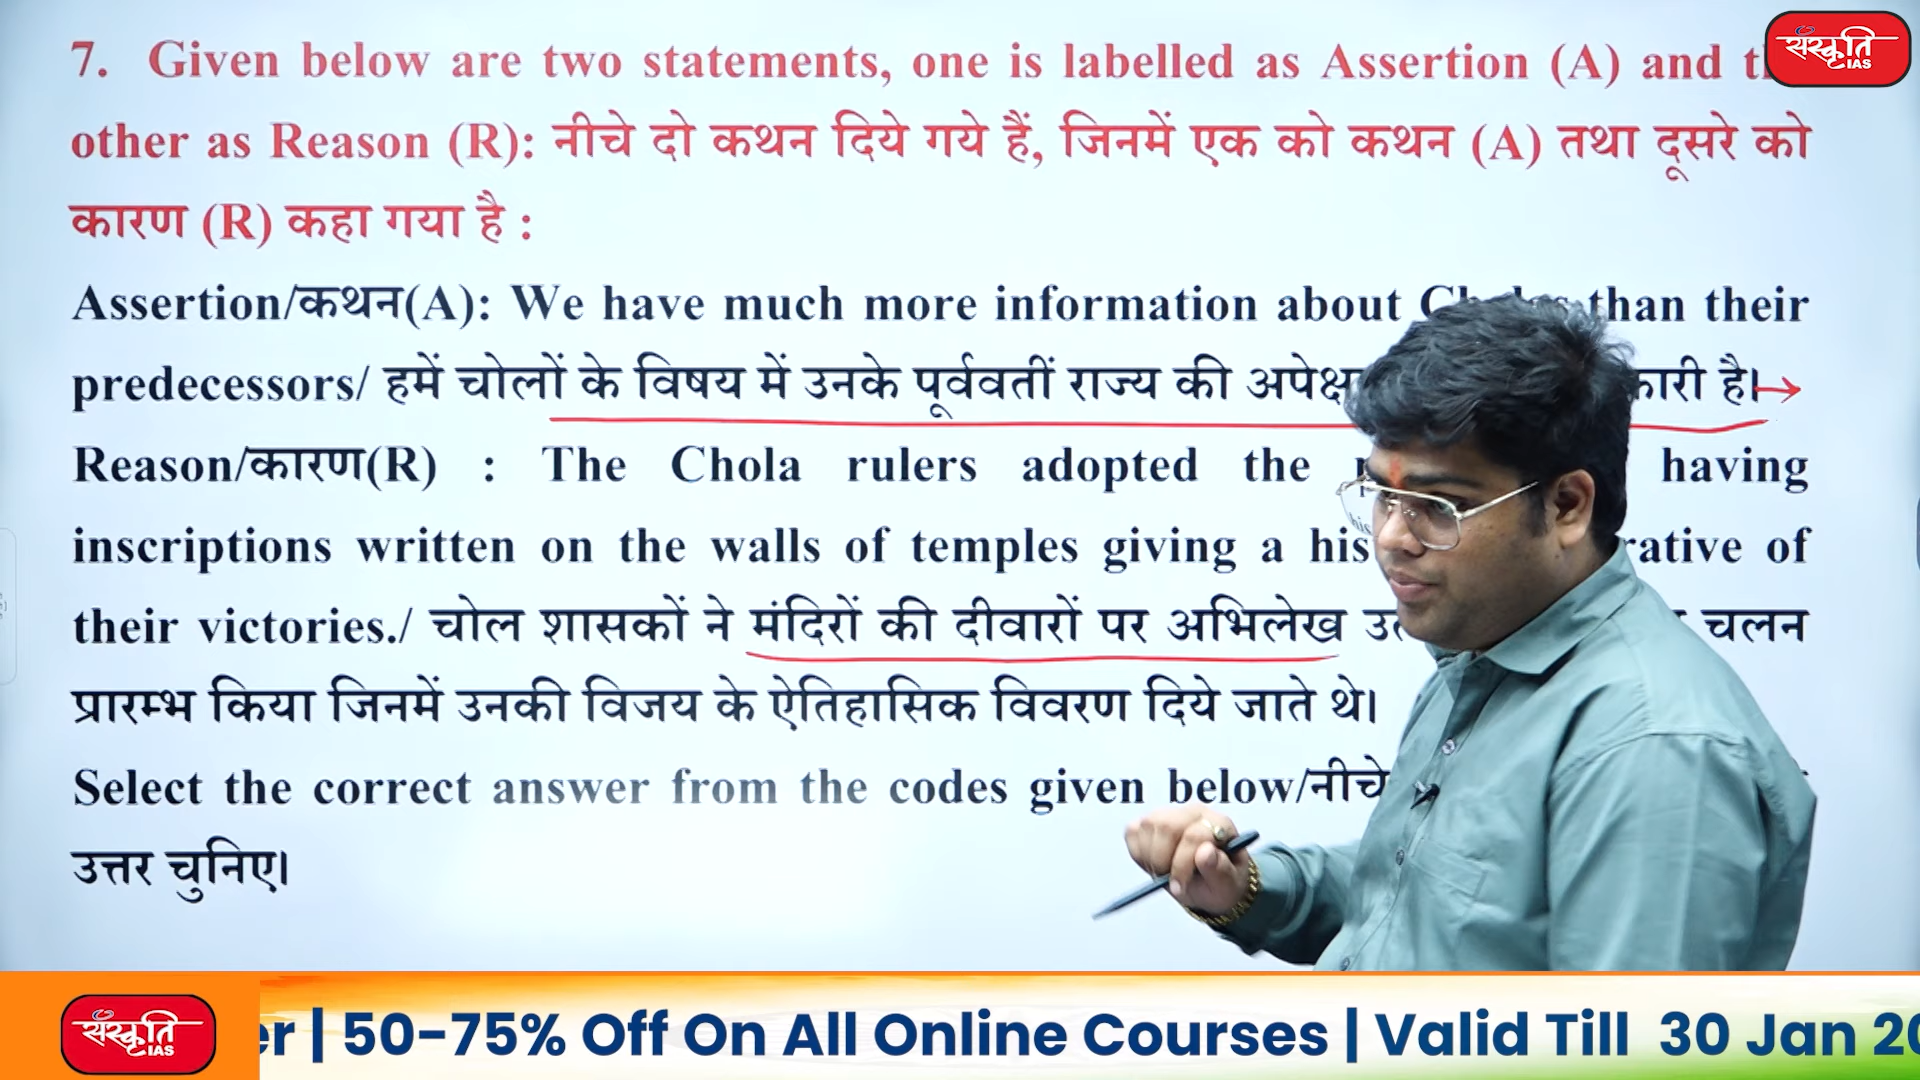 7. Given below are two statements, one is labelled as Assertion (A) and
other as Reason (R): नीचे दो कथन दिये गये हैं, जिनमें एक को कथन (A) तथा दूसरे को
कारण (R) कहा गया है :
Assertion/कथन(A): We have much more information about than their
predecessors/ हमें चोलों के विषय में उनके पूर्ववर्ती राज्य की है।
Reason/कारण(R) : The Chola rulers adopted the having
inscriptions written on the walls of temples giving a of
their victories./ चोल शासकों ने मंदिरों की दीवारों पर अभिलेख चलन
प्रारम्भ किया जिनमें उनकी विजय के ऐतिहासिक विवरण दिये जाते थे।
Select the correct answer from the codes given below/नीचे
उत्तर चुनिए।
संस्कृति
IAS
संस्कृति
IAS
| 50-75% Off On All Online Courses | Valid Till 30 Jan